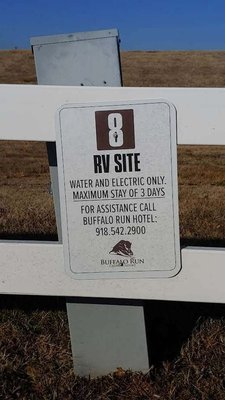 8
RV SITE
WATER AND ELECTRIC ONLY.
MAXIMUM STAY OF 3 DAYS
FOR ASSISTANCE CALL
BUFFALO RUN HOTEL:
918.542.2900
BUFFALO RUN